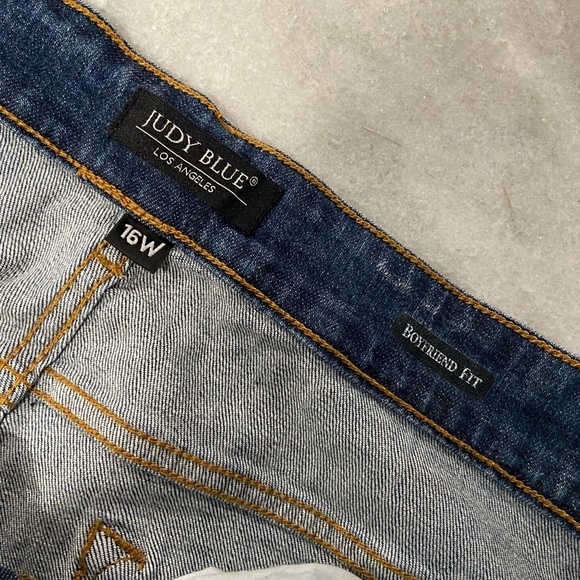 JUDY BLUE®
LOS ANGELES
16W
BOYFRIEND FIT